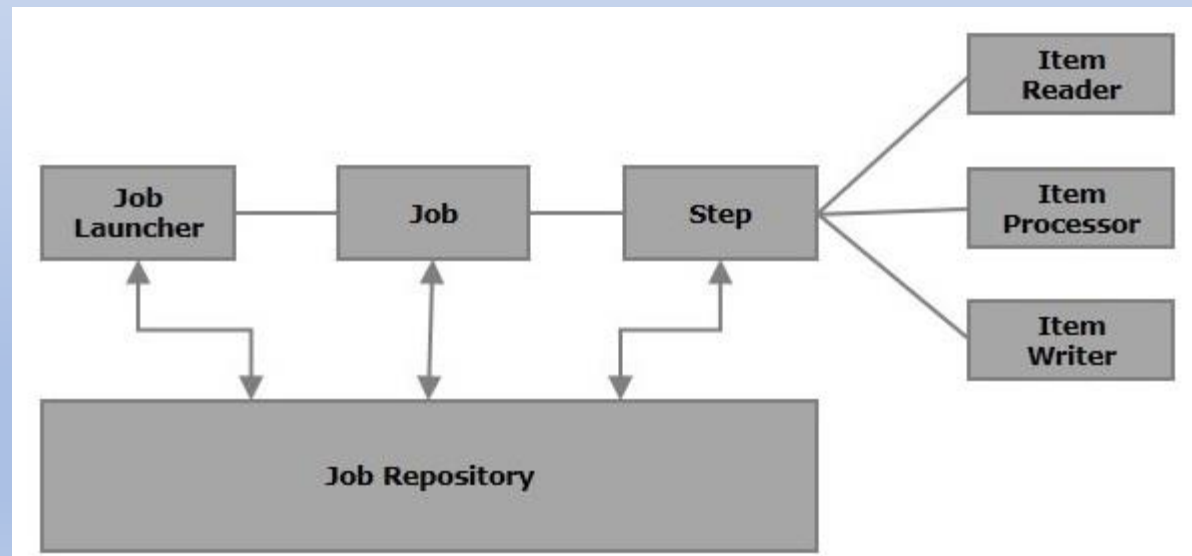 Item
Reader
Job
Launcher
Job
Step
Item
Processor
Item
Writer
Job Repository